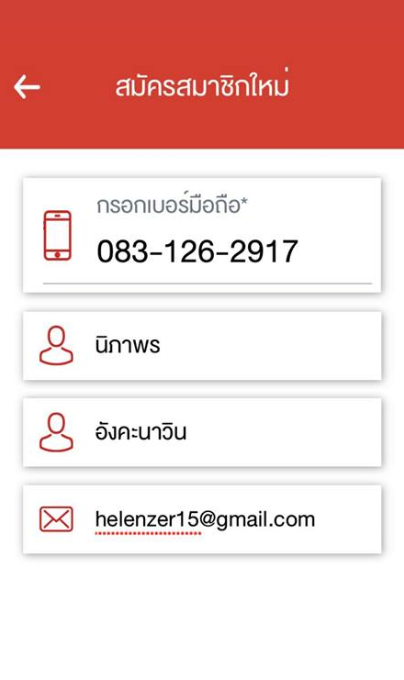 สมัครสมาชิกใหม่
กรอกเบอร์มือถือ*
083-126-2917
นิภาพร
อังคะนาวิน
helenzer15@gmail.com